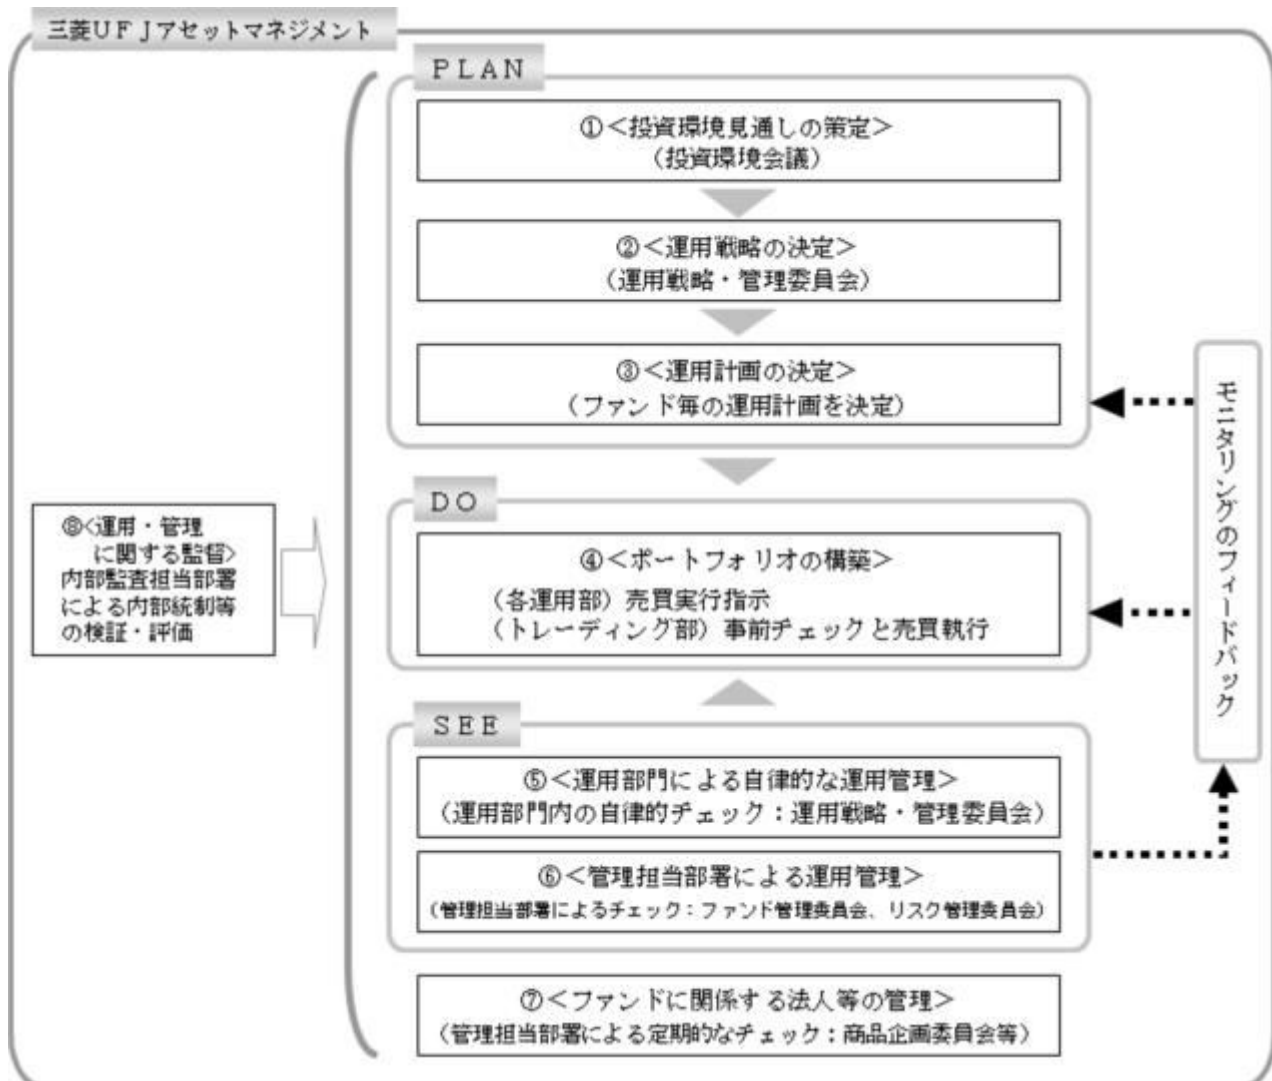 三菱ＵＦＪアセットマネジメント
ＰＬＡＮ
①＜投資環境見通しの策定＞
（投資環境会議）
②＜運用戦略の決定＞
（運用戦略・管理委員会）
③＜運用計画の決定＞
（ファンド毎の運用計画を決定）
ＤＯ
④＜ポートフォリオの構築＞
（各運用部）売買実行指示
（トレーディング部）事前チェックと売買執行
ＳＥＥ
⑤＜運用部門による自律的な運用管理＞
（運用部門内の自律的チェック：運用戦略・管理委員会）
⑥＜管理担当部署による運用管理＞
（管理担当部署によるチェック：ファンド管理委員会、リスク管理委員会）
⑦＜ファンドに関係する法人等の管理＞
（管理担当部署による定期的なチェック：商品企画委員会等）
⑧＜運用・管理
に関する監督＞
内部監査担当部署
による内部統制等
の検証・評価
モニタリングのフィードバック